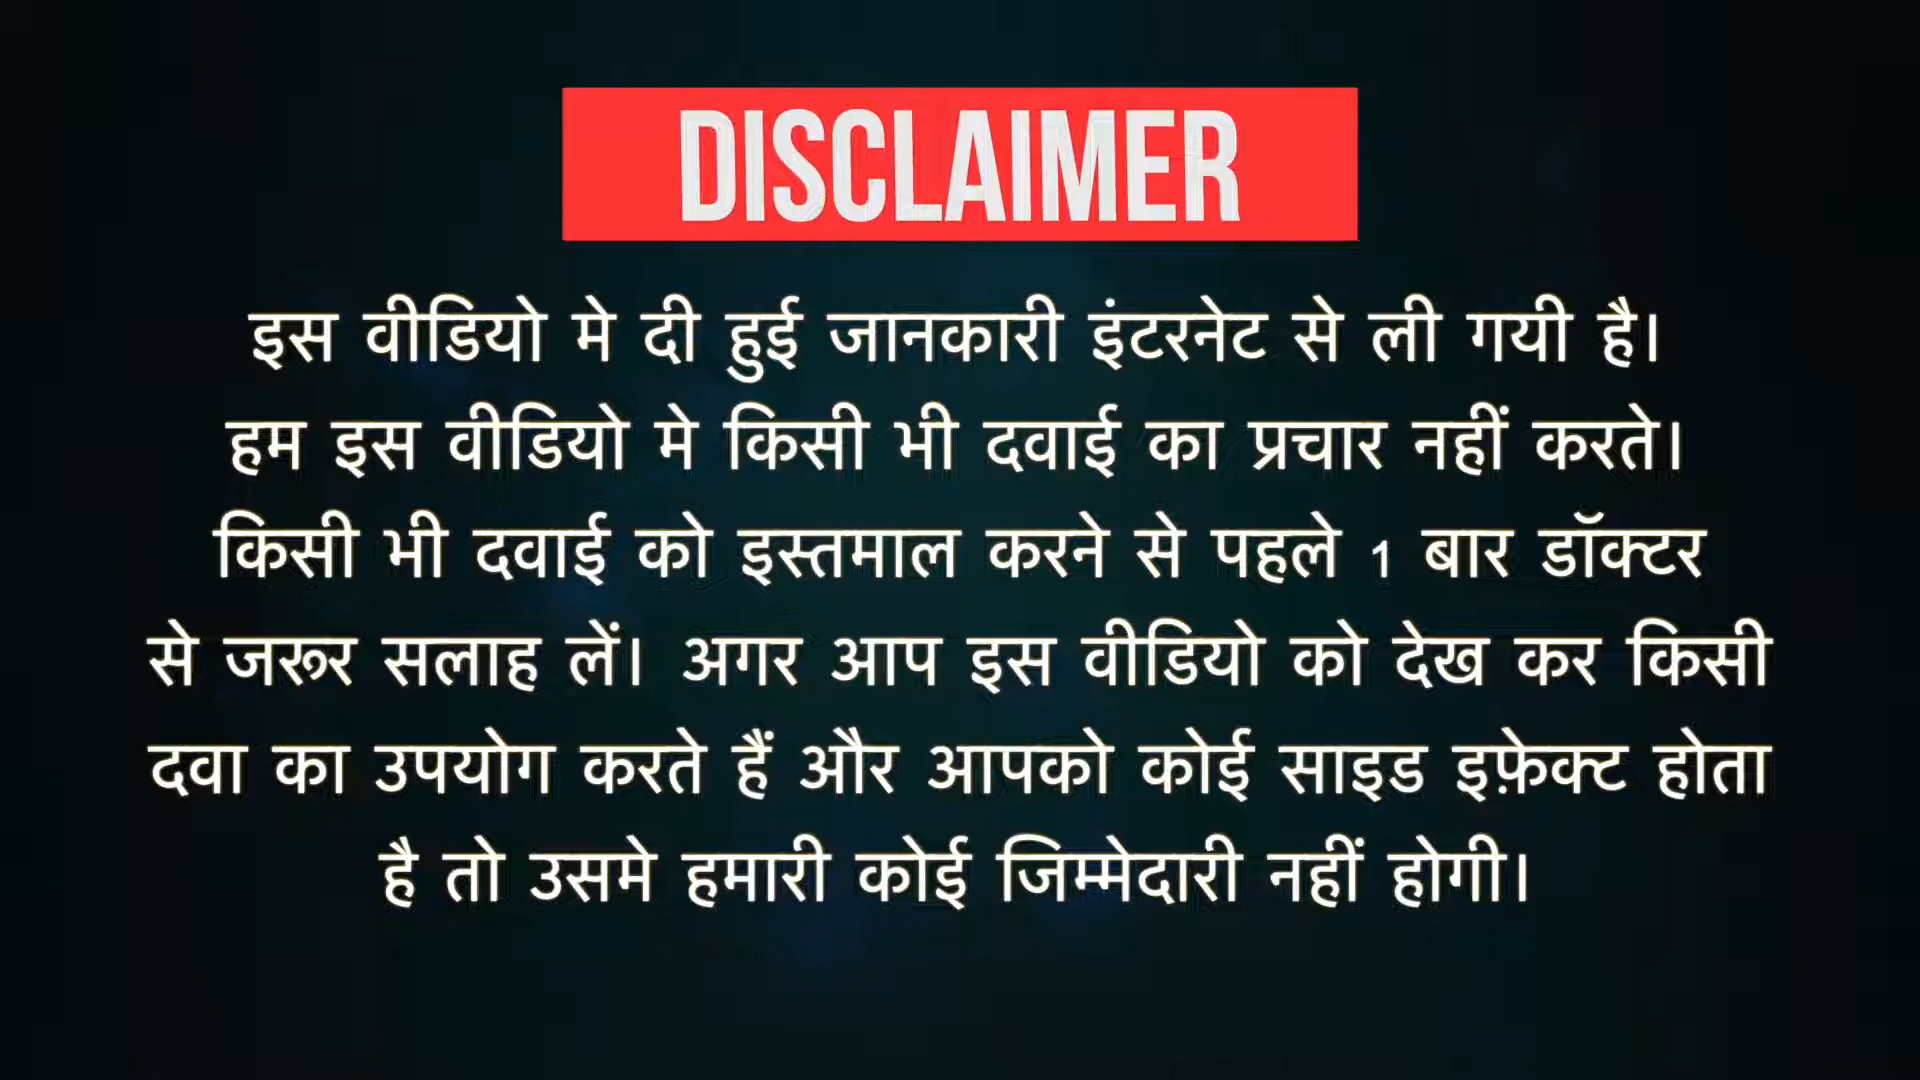 DISCLAIMER
इस वीडियो मे दी हुई जानकारी इंटरनेट से ली गयी है।
हम इस वीडियो मे किसी भी दवाई का प्रचार नहीं करते।
किसी भी दवाई को इस्तमाल करने से पहले 1 बार डॉक्टर
से जरूर सलाह लें। अगर आप इस वीडियो को देख कर किसी
दवा का उपयोग करते हैं और आपको कोई साइड इफ़ेक्ट होता
है तो उसमे हमारी कोई जिम्मेदारी नहीं होगी।